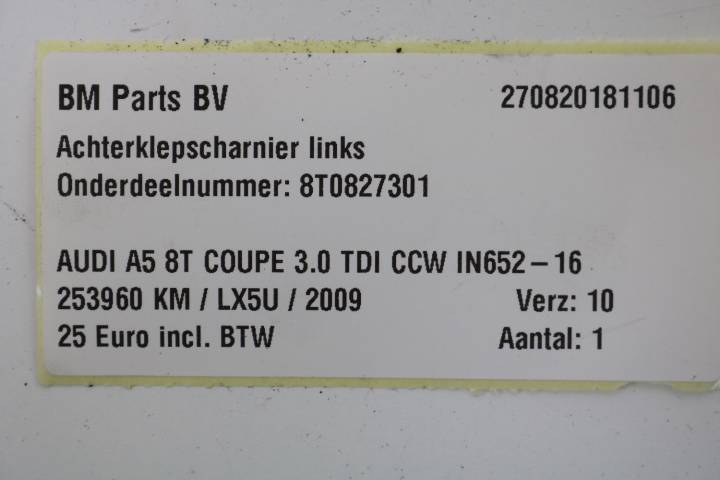 BM Parts BV 270820181106
Achterklepscharnier links
Onderdeelnummer: 8T0827301
AUDI A5 8T COUPE 3.0 TDI CCW IN652-16
253960 KM / LX5U / 2009 Verz: 10
25 Euro incl. BTW Aantal: 1